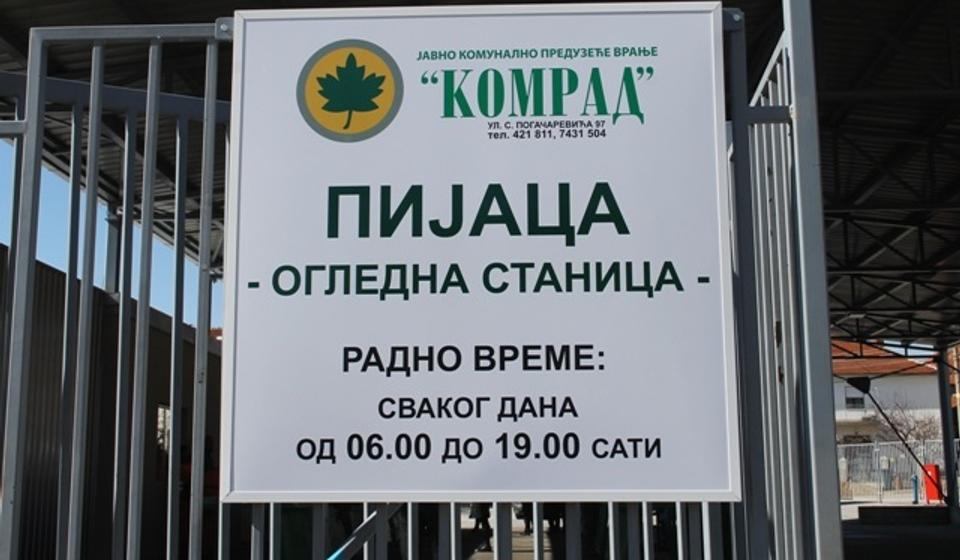 ЈАВНО КОМУНАЛНО ПРЕДУЗЕЋЕ ВРАЊЕ
“КОМРАД”
УЛ. С. ПОГАЧАРЕВИЋА 97
тел. 421 811, 7431 504
ПИЈАЦА
- ОГЛЕДНА СТАНИЦА -
РАДНО ВРЕМЕ:
СВАКОГ ДАНА
ОД 06.00 ДО 19.00 САТИ